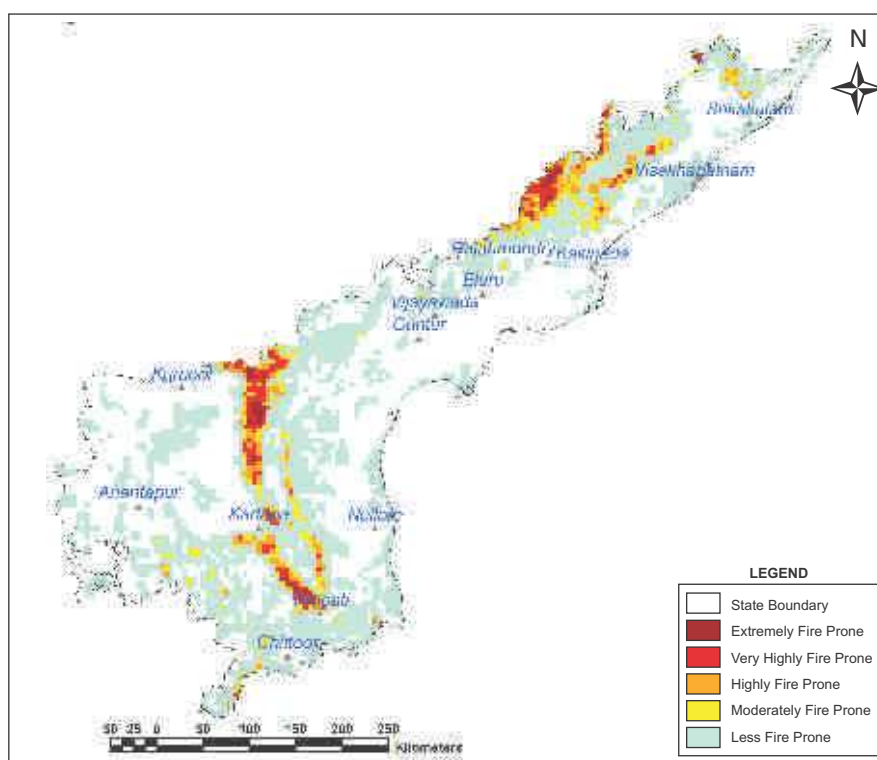 N
Srikakulam
Visakhapatnam
Rajahmundry
Kakinada
Eluru
Vijayawada
Guntur
Kurnool
Anantapur
Kadapa
Nellore
Tirupati
Chittoor
LEGEND
State Boundary
Extremely Fire Prone
Very Highly Fire Prone
Highly Fire Prone
Moderately Fire Prone
Less Fire Prone
50 25 0 50 100 150 200 250
Kilometers